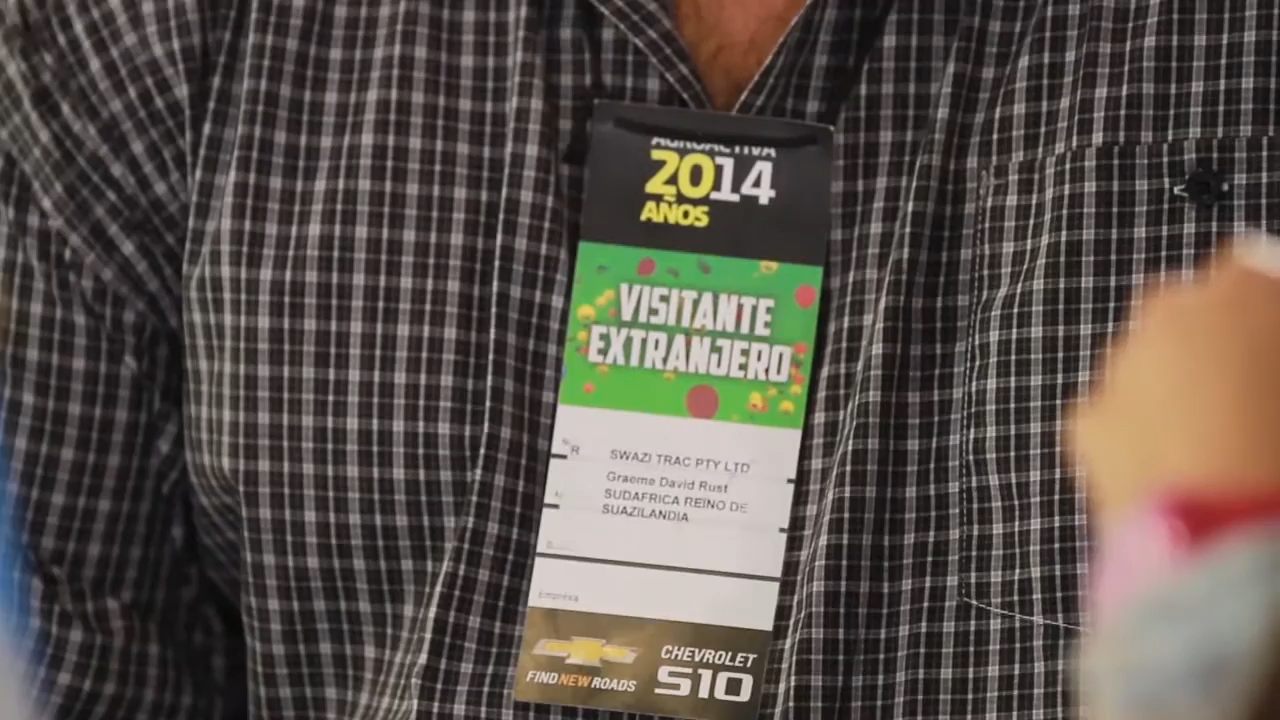 AGROACTIVA
2014
AÑOS
VISITANTE
EXTRANJERO
SWAZI TRAC PTY LTD
Graeme David Rust
SUDAFRICA REINO DE
SUAZILANDIA
Empresa
CHEVROLET
S10
FIND NEW ROADS